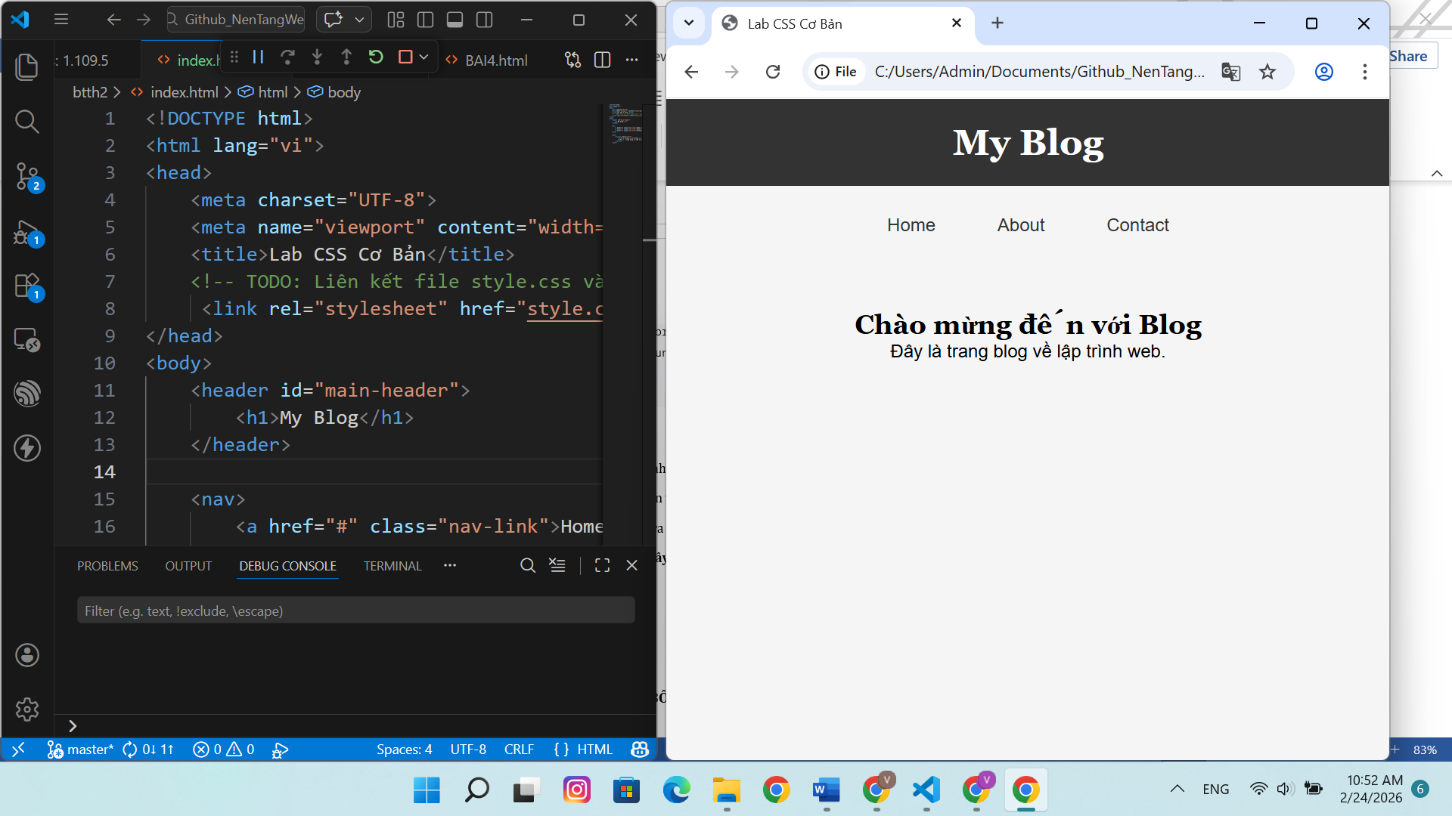 Github_NenTangWe
: 1.109.5
index.h
BAI4.html
btth2 > index.html > html > body
1 <!DOCTYPE html>
2 <html lang="vi">
3 <head>
4 <meta charset="UTF-8">
5 <meta name="viewport" content="width=
6 <title>Lab CSS Cơ Bản</title>
7 <!-- TODO: Liên kết file style.css và
8 <link rel="stylesheet" href="style.c
9 </head>
10 <body>
11 <header id="main-header">
12 <h1>My Blog</h1>
13 </header>
14
15 <nav>
16 <a href="#" class="nav-link">Home
2
1
1
PROBLEMS OUTPUT DEBUG CONSOLE TERMINAL ...
Filter (e.g. text, !exclude, \escape)
>
master* 0↓ 1↑ 0 0 Spaces: 4 UTF-8 CRLF { } HTML
Lab CSS Cơ Bản
File C:/Users/Admin/Documents/Github_NenTang...
My Blog
Home About Contact
Chào mừng đến với Blog
Đây là trang blog về lập trình web.
Share
83%
V
V
ENG
10:52 AM
2/24/2026
6